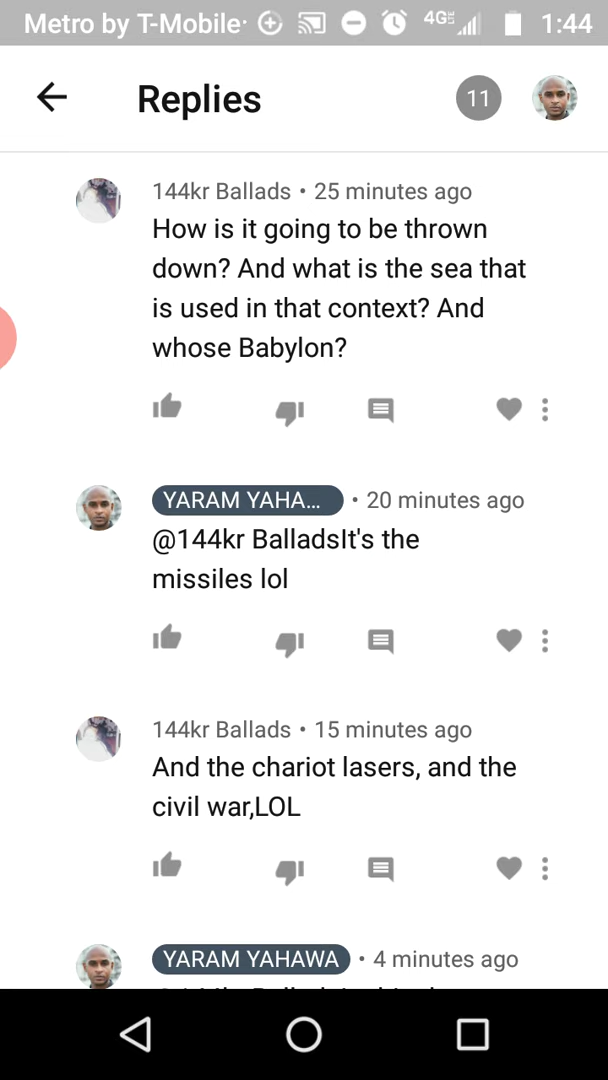 Metro by T-Mobile· 4G LTE 1:44
Replies 11
144kr Ballads • 25 minutes ago
How is it going to be thrown
down? And what is the sea that
is used in that context? And
whose Babylon?
YARAM YAHA... • 20 minutes ago
@144kr BalladsIt's the
missiles lol
144kr Ballads • 15 minutes ago
And the chariot lasers, and the
civil war,LOL
YARAM YAHAWA • 4 minutes ago